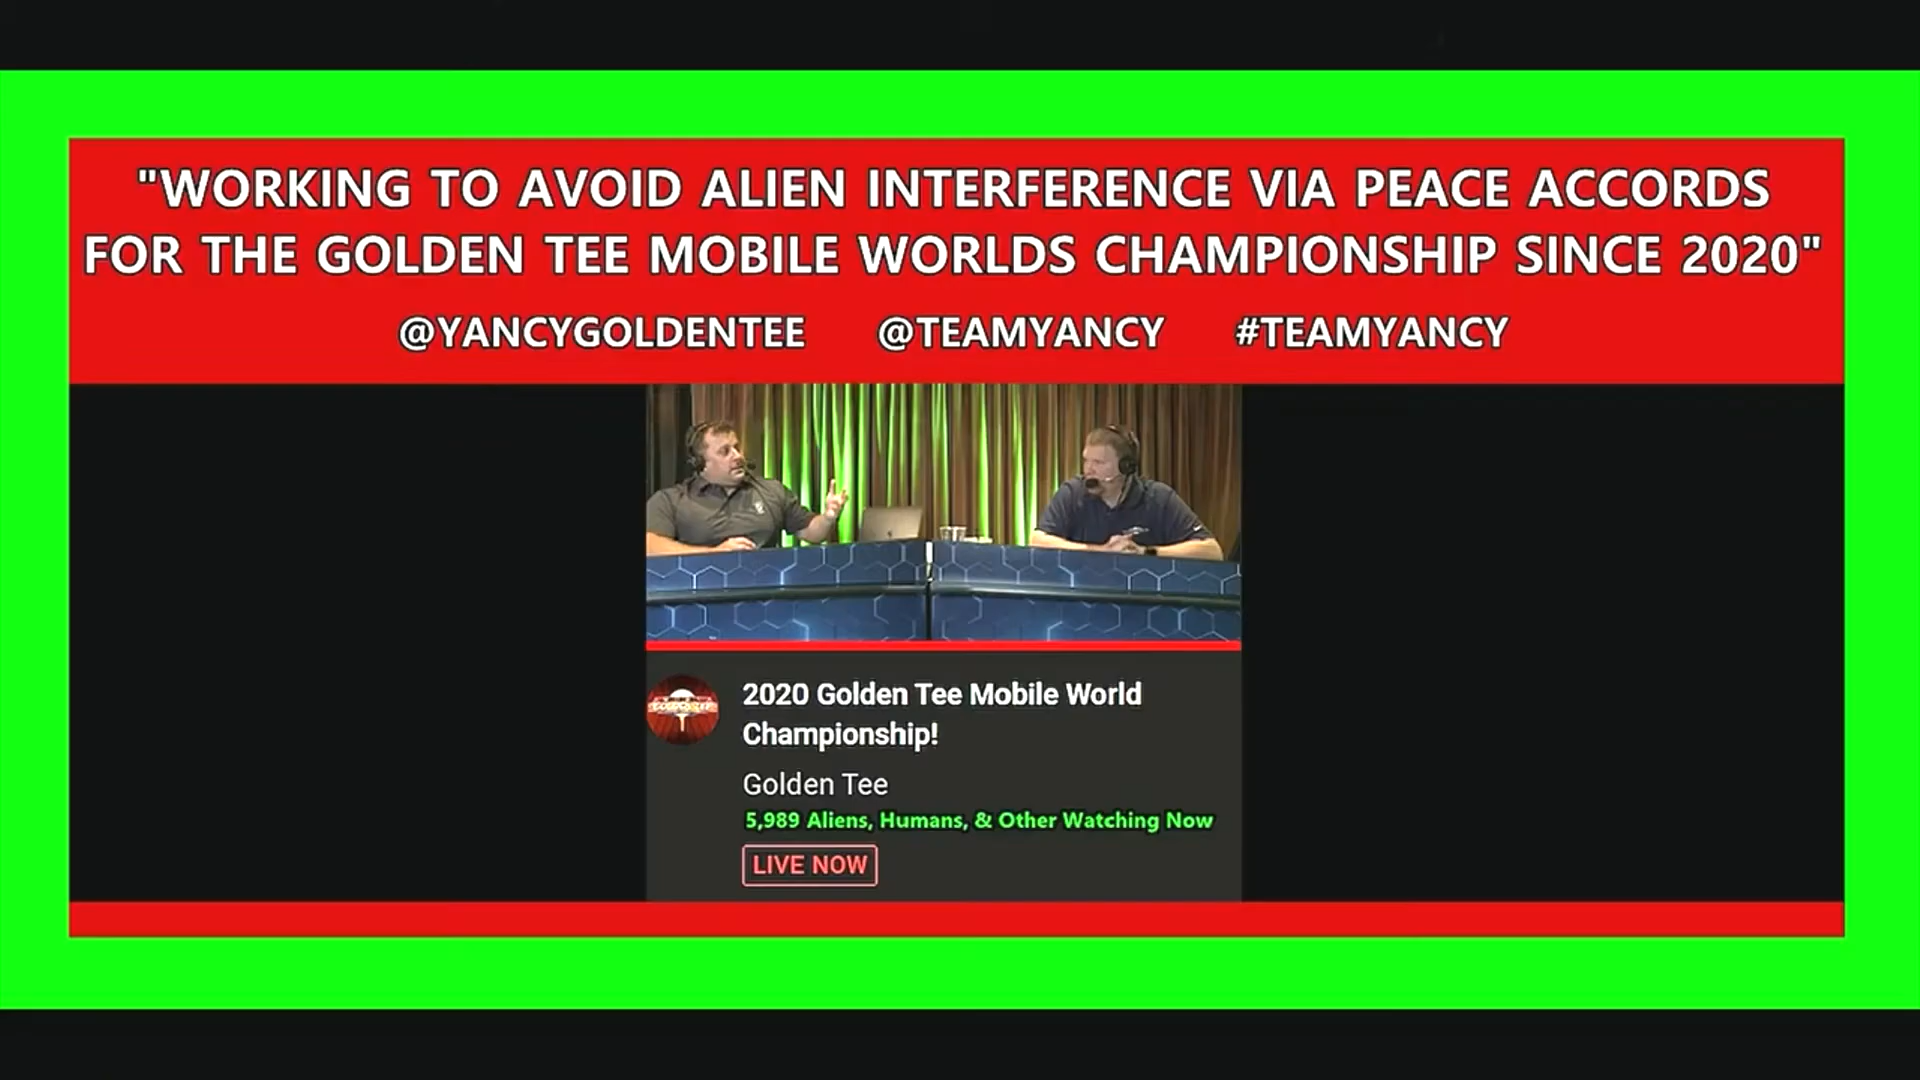 "WORKING TO AVOID ALIEN INTERFERENCE VIA PEACE ACCORDS
FOR THE GOLDEN TEE MOBILE WORLDS CHAMPIONSHIP SINCE 2020"
@YANCYGOLDENTEE @TEAMYANCY #TEAMYANCY
2020 Golden Tee Mobile World
Championship!
Golden Tee
5,989 Aliens, Humans, & Other Watching Now
LIVE NOW